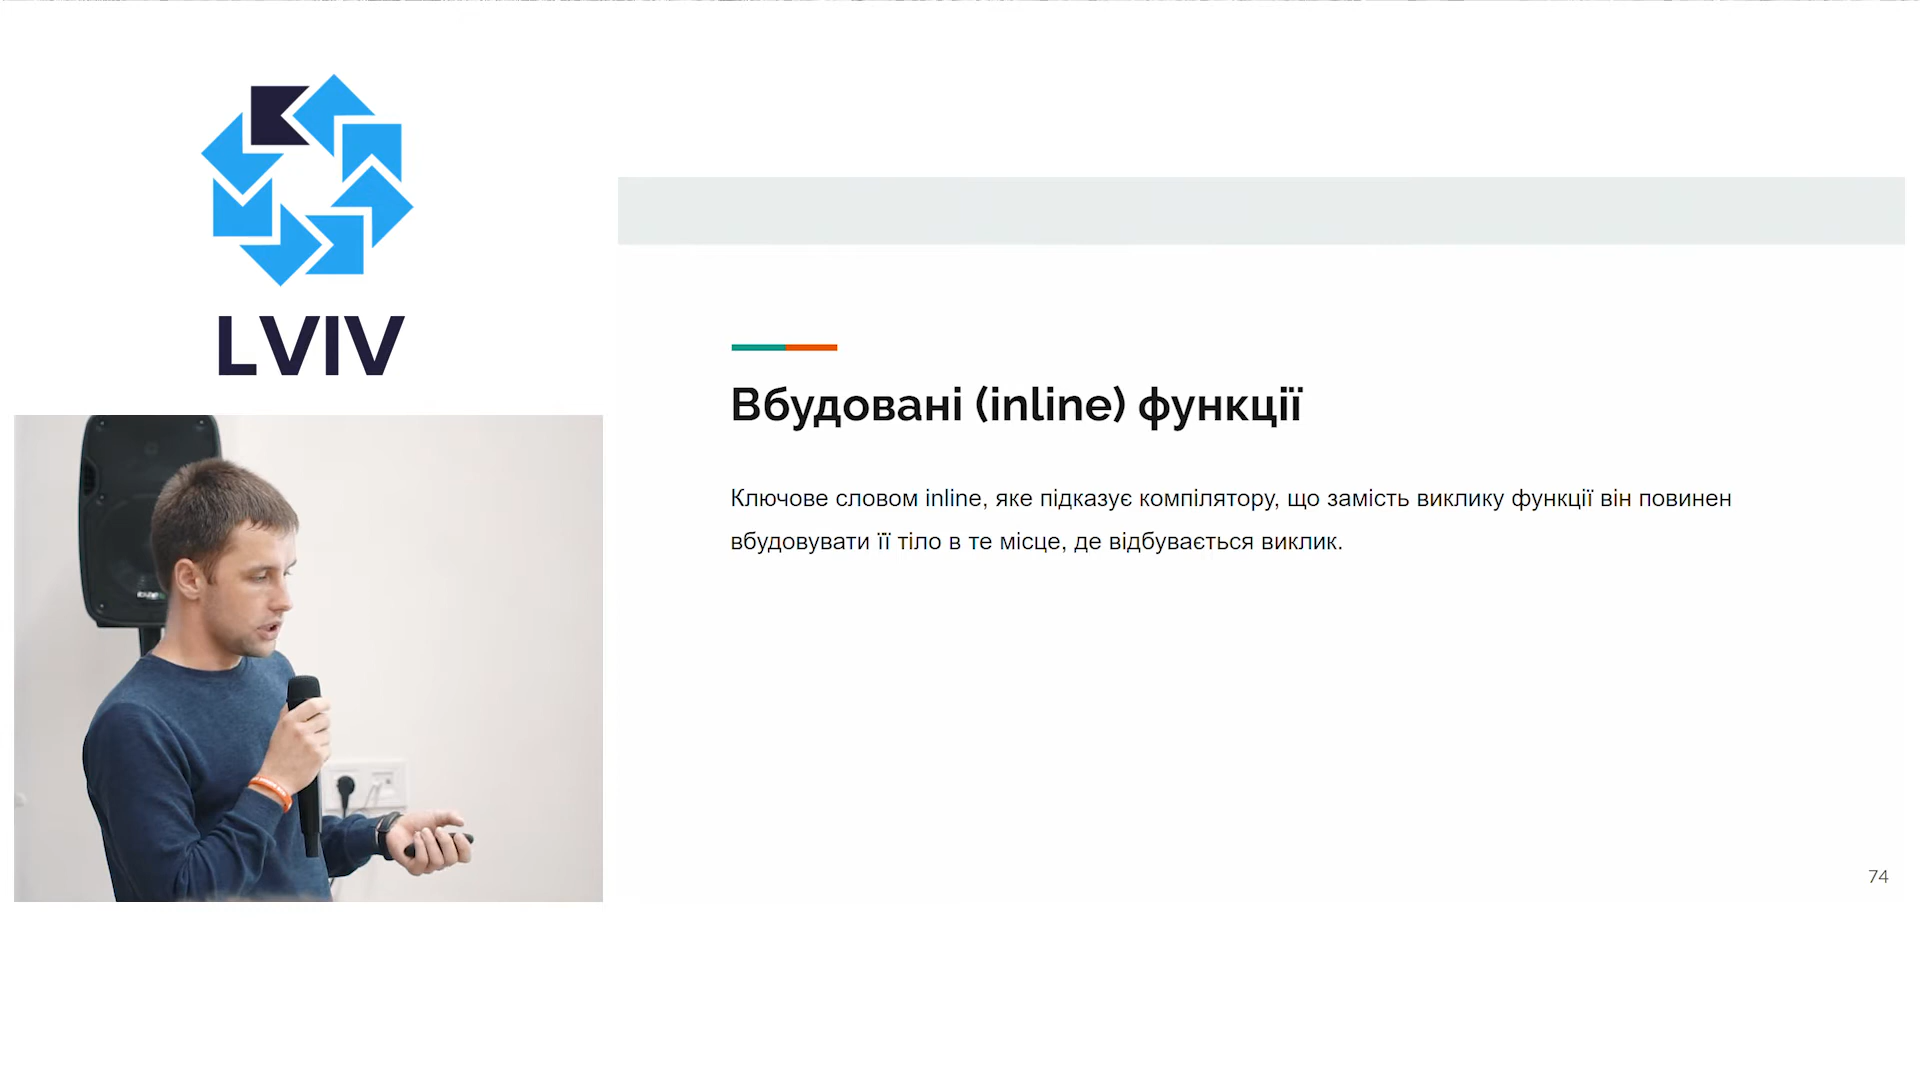 LVIV
Вбудовані (inline) функції
Ключове словом inline, яке підказує компілятору, що замість виклику функції він повинен
вбудовувати її тіло в те місце, де відбувається виклик.
74